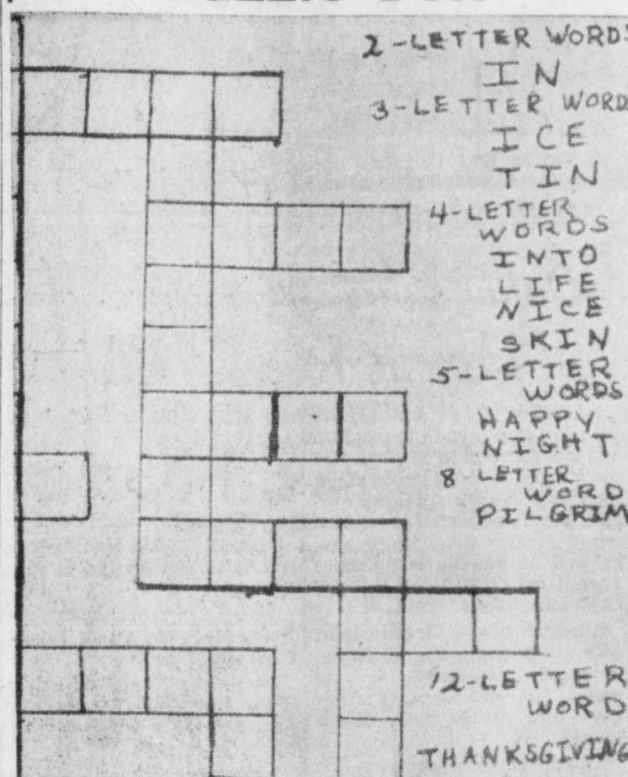 2-LETTER WORDS
IN
3-LETTER WORD
ICE
TIN
4-LETTER
WORDS
INTO
LIFE
NICE
SKIN
5-LETTER
WORDS
HAPPY
NIGHT
8-LETTER
WORD
PILGRIM
12-LETTER
WORD
THANKSGIVING